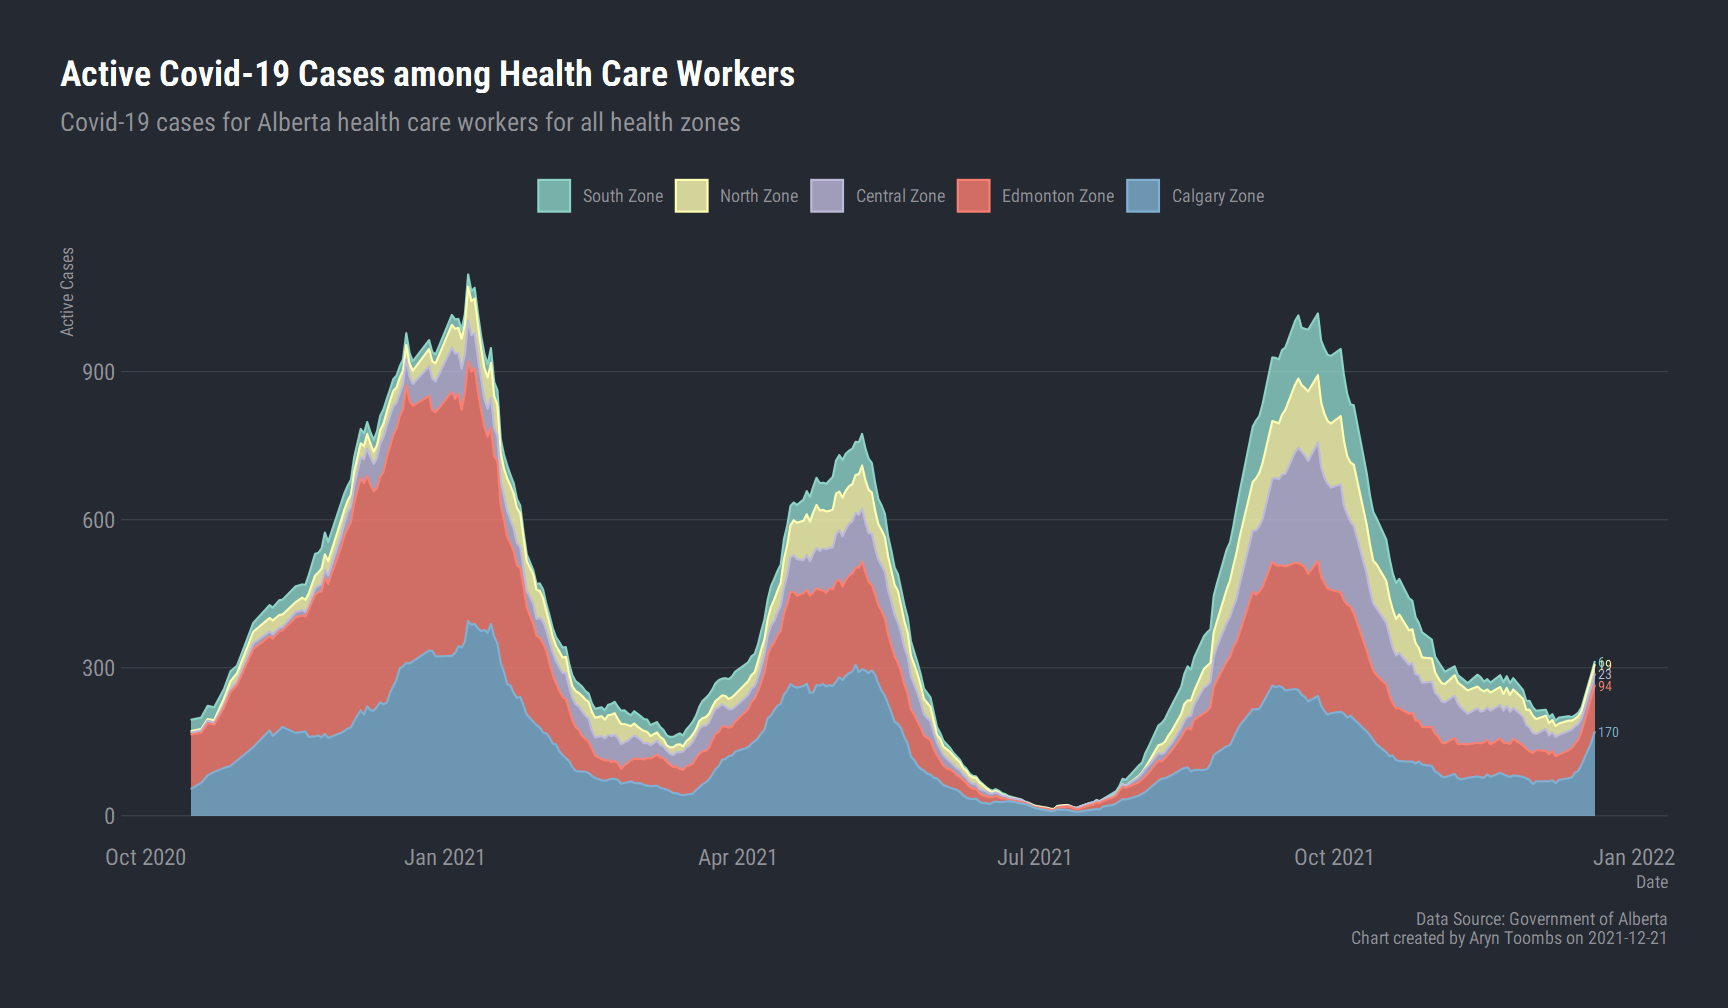 Active Covid-19 Cases among Health Care Workers
Covid-19 cases for Alberta health care workers for all health zones
South Zone North Zone Central Zone Edmonton Zone Calgary Zone
Active Cases
900
600
300
0
19
23
94
170
Oct 2020 Jan 2021 Apr 2021 Jul 2021 Oct 2021 Jan 2022
Date
Data Source: Government of Alberta
Chart created by Aryn Toombs on 2021-12-21